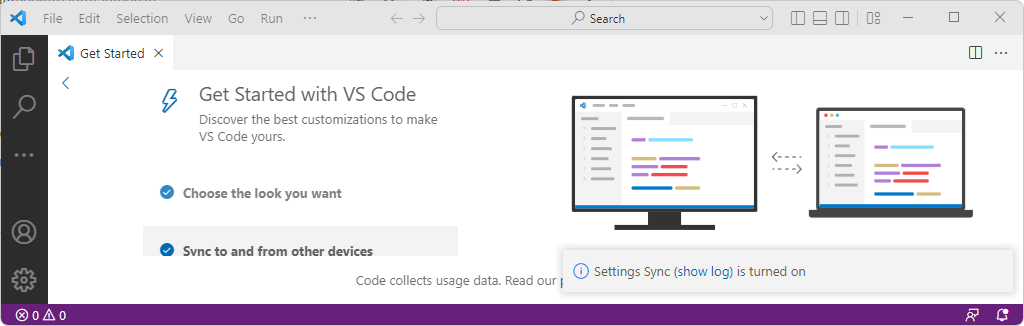 File Edit Selection View Go Run ··· Search
Get Started
Get Started with VS Code
Discover the best customizations to make
VS Code yours.
Choose the look you want
Sync to and from other devices
Code collects usage data. Read our
Settings Sync (show log) is turned on
0 0